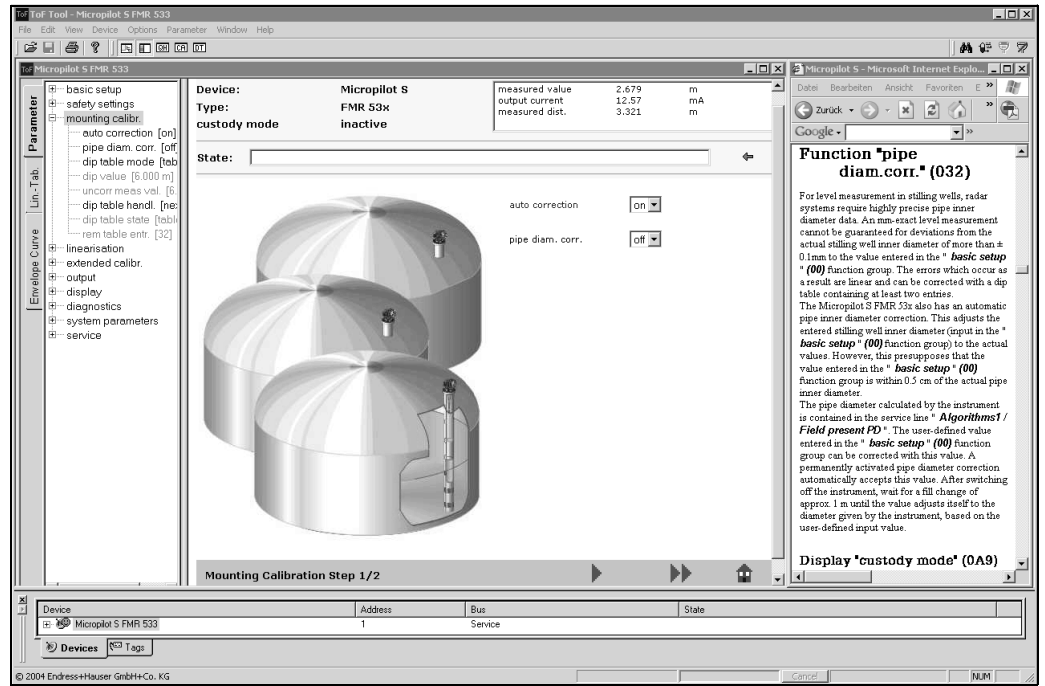 ToF Tool - Micropilot S FMR 533
File Edit View Device Options Parameter Window Help
Micropilot S FMR 533
Parameter
Lin.-Tab.
Envelope Curve
basic setup
safety settings
mounting calibr.
auto correction [on]
pipe diam. corr. [off
dip table mode [tab
dip value [6.000 m]
uncorr meas val. [6.
dip table handl. [ne
dip table state [tabl
rem table entr. [32]
linearisation
extended calibr.
output
display
diagnostics
system parameters
service
Device: Micropilot S
Type: FMR 53x
custody mode inactive
measured value 2.679 m
output current 12.57 mA
measured dist. 3.321 m
State:
auto correction on
pipe diam. corr. off
Mounting Calibration Step 1/2
Micropilot S - Microsoft Internet Explo...
Datei Bearbeiten Ansicht Favoriten E »
Zurück »
Google »
Function "pipe
diam.corr." (032)
For level measurement in stilling wells, radar
systems require highly precise pipe inner
diameter data. An mm-exact level measurement
cannot be guaranteed for deviations from the
actual stilling well inner diameter of more than ±
0.1mm to the value entered in the " basic setup
" (00) function group. The errors which occur as
a result are linear and can be corrected with a dip
table containing at least two entries.
The Micropilot S FMR 53x also has an automatic
pipe inner diameter correction. This adjusts the
entered stilling well inner diameter (input in the "
basic setup " (00) function group) to the actual
values. However, this presupposes that the
value entered in the " basic setup " (00)
function group is within 0.5 cm of the actual pipe
inner diameter.
The pipe diameter calculated by the instrument
is contained in the service line " Algorithms1 /
Field present PD ". The user-defined value
entered in the " basic setup " (00) function
group can be corrected with this value. A
permanently activated pipe diameter correction
automatically accepts this value. After switching
off the instrument, wait for a fill change of
approx. 1 m until the value adjusts itself to the
diameter given by the instrument, based on the
user-defined input value.
Display "custody mode" (0A9)
Device Address Bus State
Micropilot S FMR 533 1 Service
Devices Tags
© 2004 Endress+Hauser GmbH+Co. KG Cancel NUM